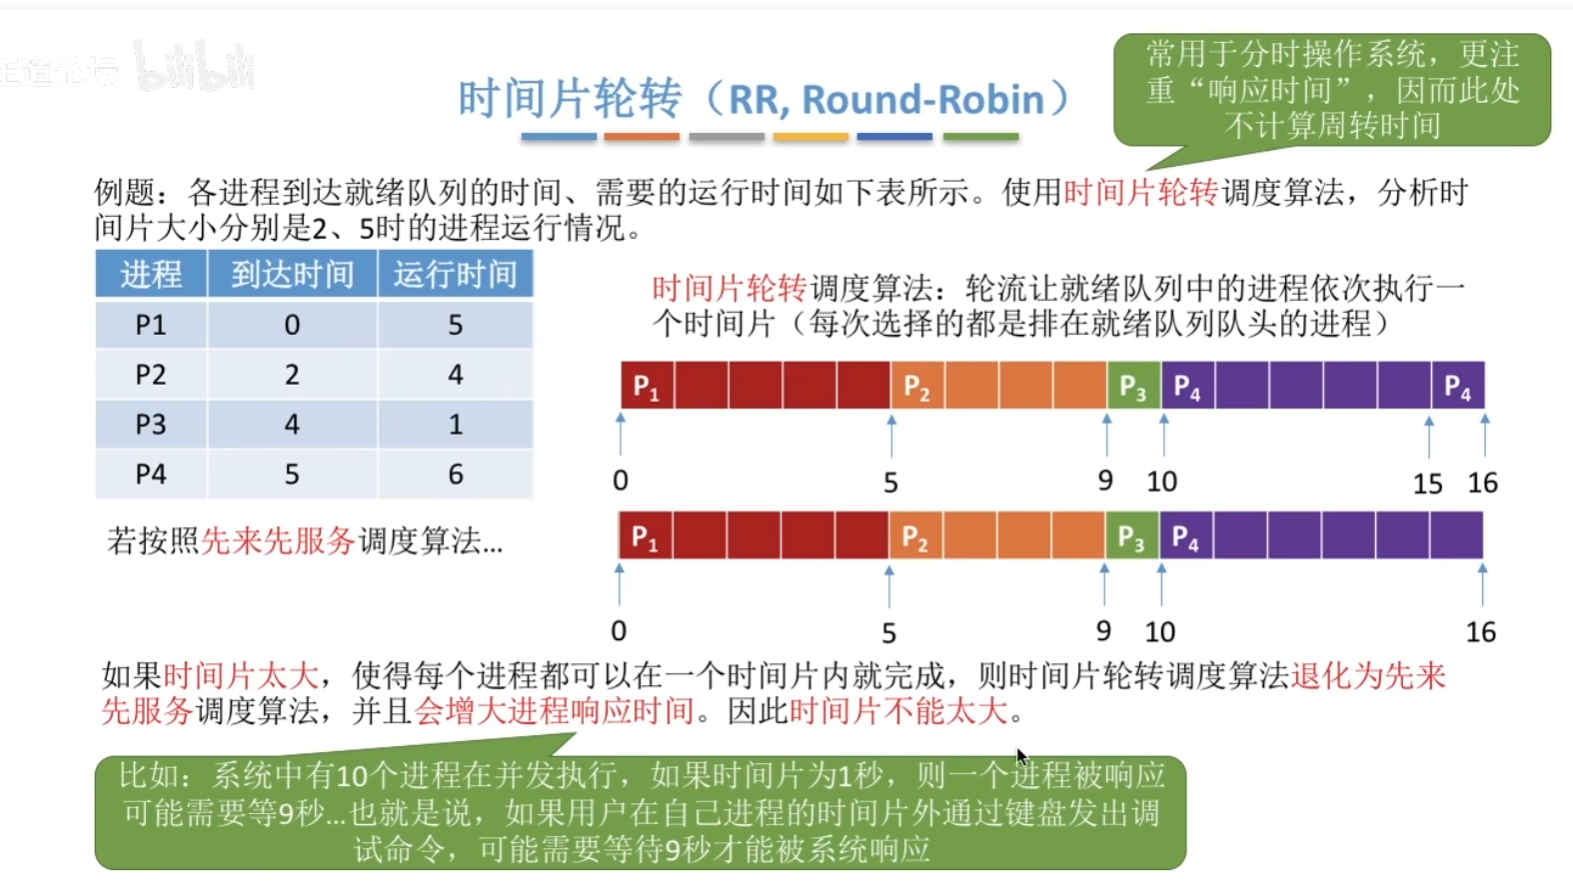 王道论坛 bilibili
常用于分时操作系统，更注
重“响应时间”，因而此处
不计算周转时间
时间片轮转（RR, Round-Robin）
例题：各进程到达就绪队列的时间、需要的运行时间如下表所示。使用时间片轮转调度算法，分析时
间片大小分别是2、5时的进程运行情况。
进程 到达时间 运行时间
P1 0 5
P2 2 4
P3 4 1
P4 5 6
时间片轮转调度算法：轮流让就绪队列中的进程依次执行一
个时间片（每次选择的都是排在就绪队列队头的进程）
P1 P2 P3 P4 P4
0 5 9 10 15 16
若按照先来先服务调度算法...
P1 P2 P3 P4
0 5 9 10 16
如果时间片太大，使得每个进程都可以在一个时间片内就完成，则时间片轮转调度算法退化为先来
先服务调度算法，并且会增大进程响应时间。因此时间片不能太大。
比如：系统中有10个进程在并发执行，如果时间片为1秒，则一个进程被响应
可能需要等9秒...也就是说，如果用户在自己进程的时间片外通过键盘发出调
试命令，可能需要等待9秒才能被系统响应